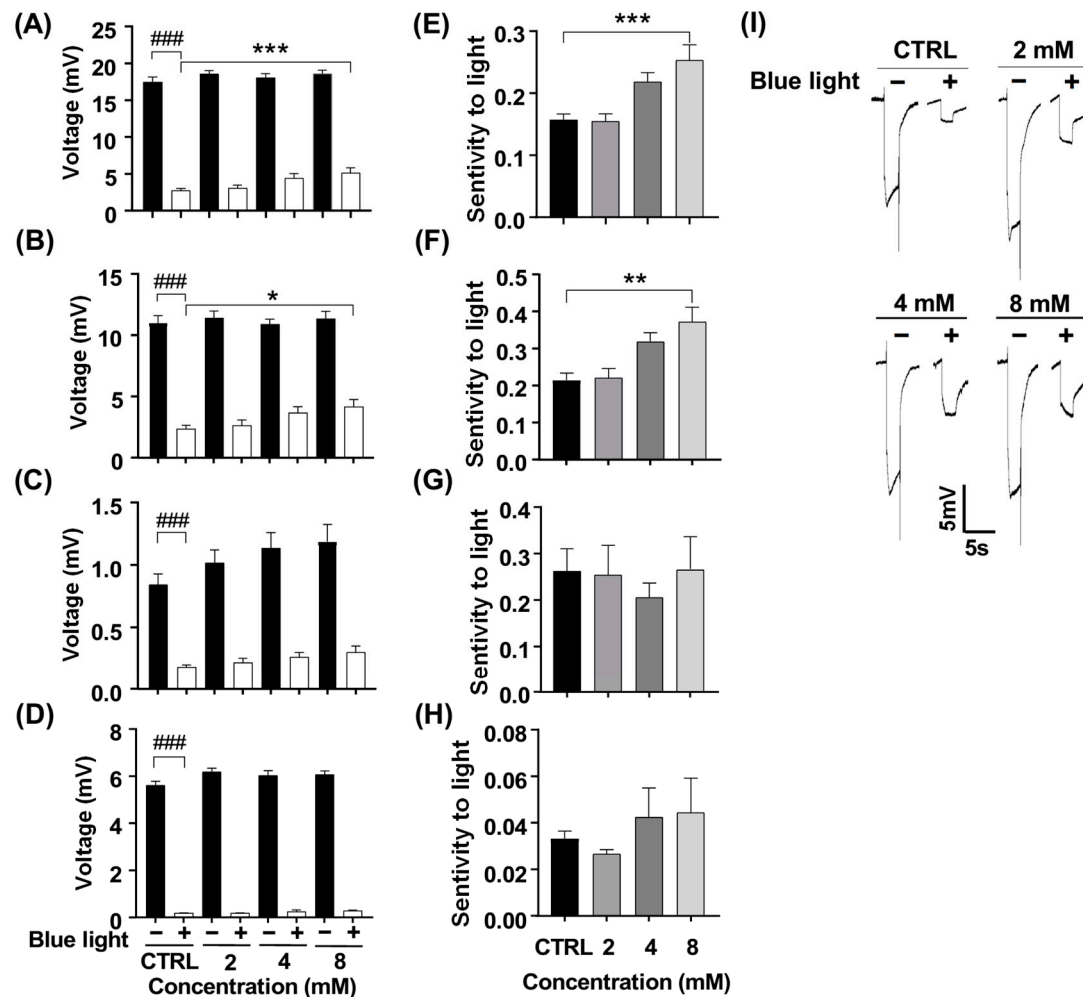 (A)
###
***
Voltage (mV)
25
20
15
10
5
0
(E)
***
Sentivity to light
0.3
0.2
0.1
0.0
(I)
CTRL
2 mM
Blue light
− +
− +
4 mM
8 mM
− +
− +
5mV
5s
(B)
###
*
Voltage (mV)
15
10
5
0
(F)
**
Sentivity to light
0.5
0.4
0.3
0.2
0.1
0.0
(C)
###
Voltage (mV)
1.5
1.0
0.5
0.0
(G)
Sentivity to light
0.4
0.3
0.2
0.1
0.0
(D)
###
Voltage (mV)
8
6
4
2
0
Blue light
− + − + − + − +
CTRL 2 4 8
Concentration (mM)
(H)
Sentivity to light
0.08
0.06
0.04
0.02
0.00
CTRL 2 4 8
Concentration (mM)